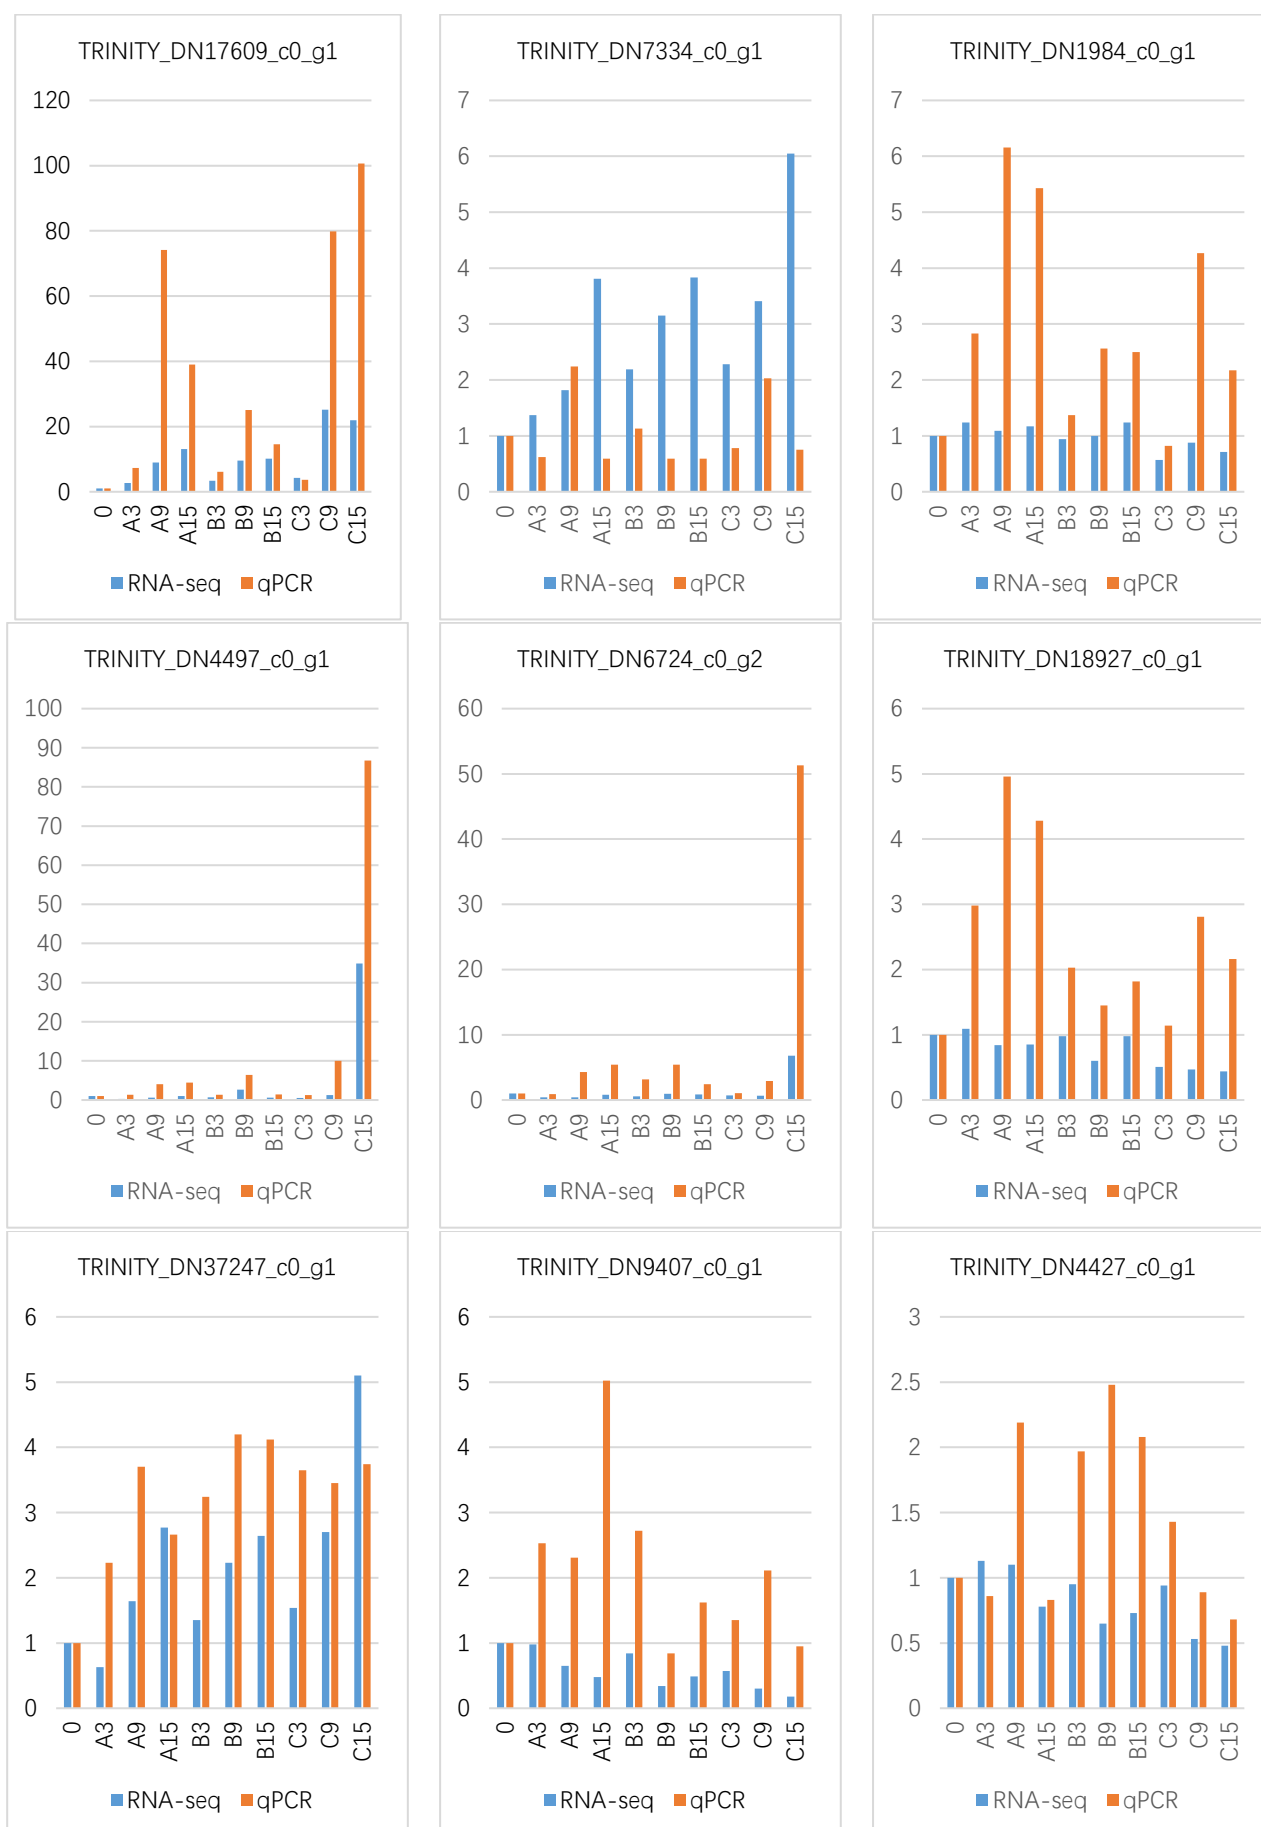 TRINITY_DN17609_c0_g1
120
100
80
60
40
20
0
0 A3 A9 A15 B3 B9 B15 C3 C9 C15
RNA-seq qPCR
TRINITY_DN7334_c0_g1
7
6
5
4
3
2
1
0
0 A3 A9 A15 B3 B9 B15 C3 C9 C15
RNA-seq qPCR
TRINITY_DN1984_c0_g1
7
6
5
4
3
2
1
0
0 A3 A9 A15 B3 B9 B15 C3 C9 C15
RNA-seq qPCR
TRINITY_DN4497_c0_g1
100
90
80
70
60
50
40
30
20
10
0
0 A3 A9 A15 B3 B9 B15 C3 C9 C15
RNA-seq qPCR
TRINITY_DN6724_c0_g2
60
50
40
30
20
10
0
0 A3 A9 A15 B3 B9 B15 C3 C9 C15
RNA-seq qPCR
TRINITY_DN18927_c0_g1
6
5
4
3
2
1
0
0 A3 A9 A15 B3 B9 B15 C3 C9 C15
RNA-seq qPCR
TRINITY_DN37247_c0_g1
6
5
4
3
2
1
0
0 A3 A9 A15 B3 B9 B15 C3 C9 C15
RNA-seq qPCR
TRINITY_DN9407_c0_g1
6
5
4
3
2
1
0
0 A3 A9 A15 B3 B9 B15 C3 C9 C15
RNA-seq qPCR
TRINITY_DN4427_c0_g1
3
2.5
2
1.5
1
0.5
0
0 A3 A9 A15 B3 B9 B15 C3 C9 C15
RNA-seq qPCR